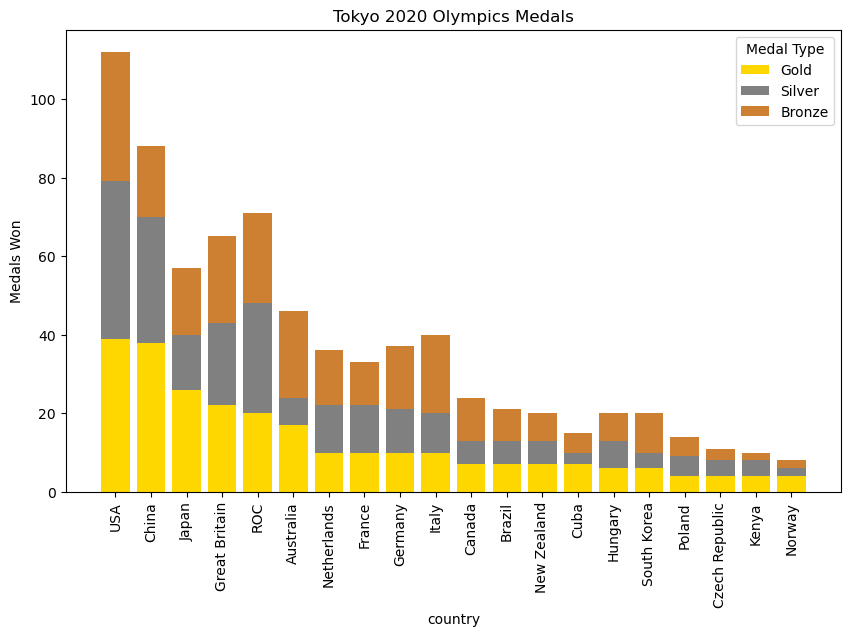 Tokyo 2020 Olympics Medals
Medal Type
Gold
Silver
Bronze
Medals Won
100
80
60
40
20
0
USA
China
Japan
Great Britain
ROC
Australia
Netherlands
France
Germany
Italy
Canada
Brazil
New Zealand
Cuba
Hungary
South Korea
Poland
Czech Republic
Kenya
Norway
country